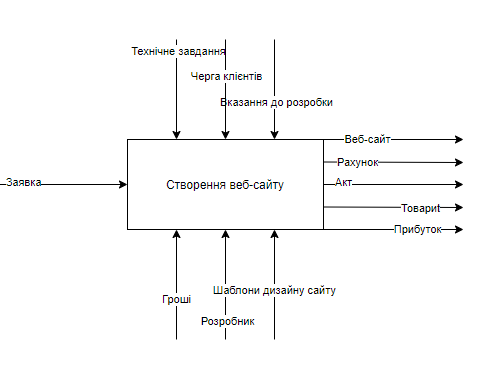 Технічне завдання
Черга клієнтів
Вказання до розробки
Веб-сайт
Рахунок
Заявка
Створення веб-сайту
Акт
Товариt
Прибуток
Шаблони дизайну сайту
Гроші
Розробник